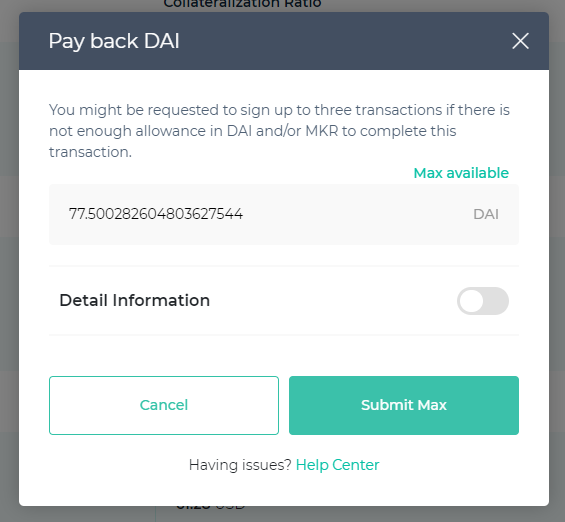 Collateralization Ratio
Pay back DAI
You might be requested to sign up to three transactions if there is
not enough allowance in DAI and/or MKR to complete this
transaction.
Max available
77.500282604803627544 DAI
Detail Information
Cancel Submit Max
Having issues? Help Center
USD